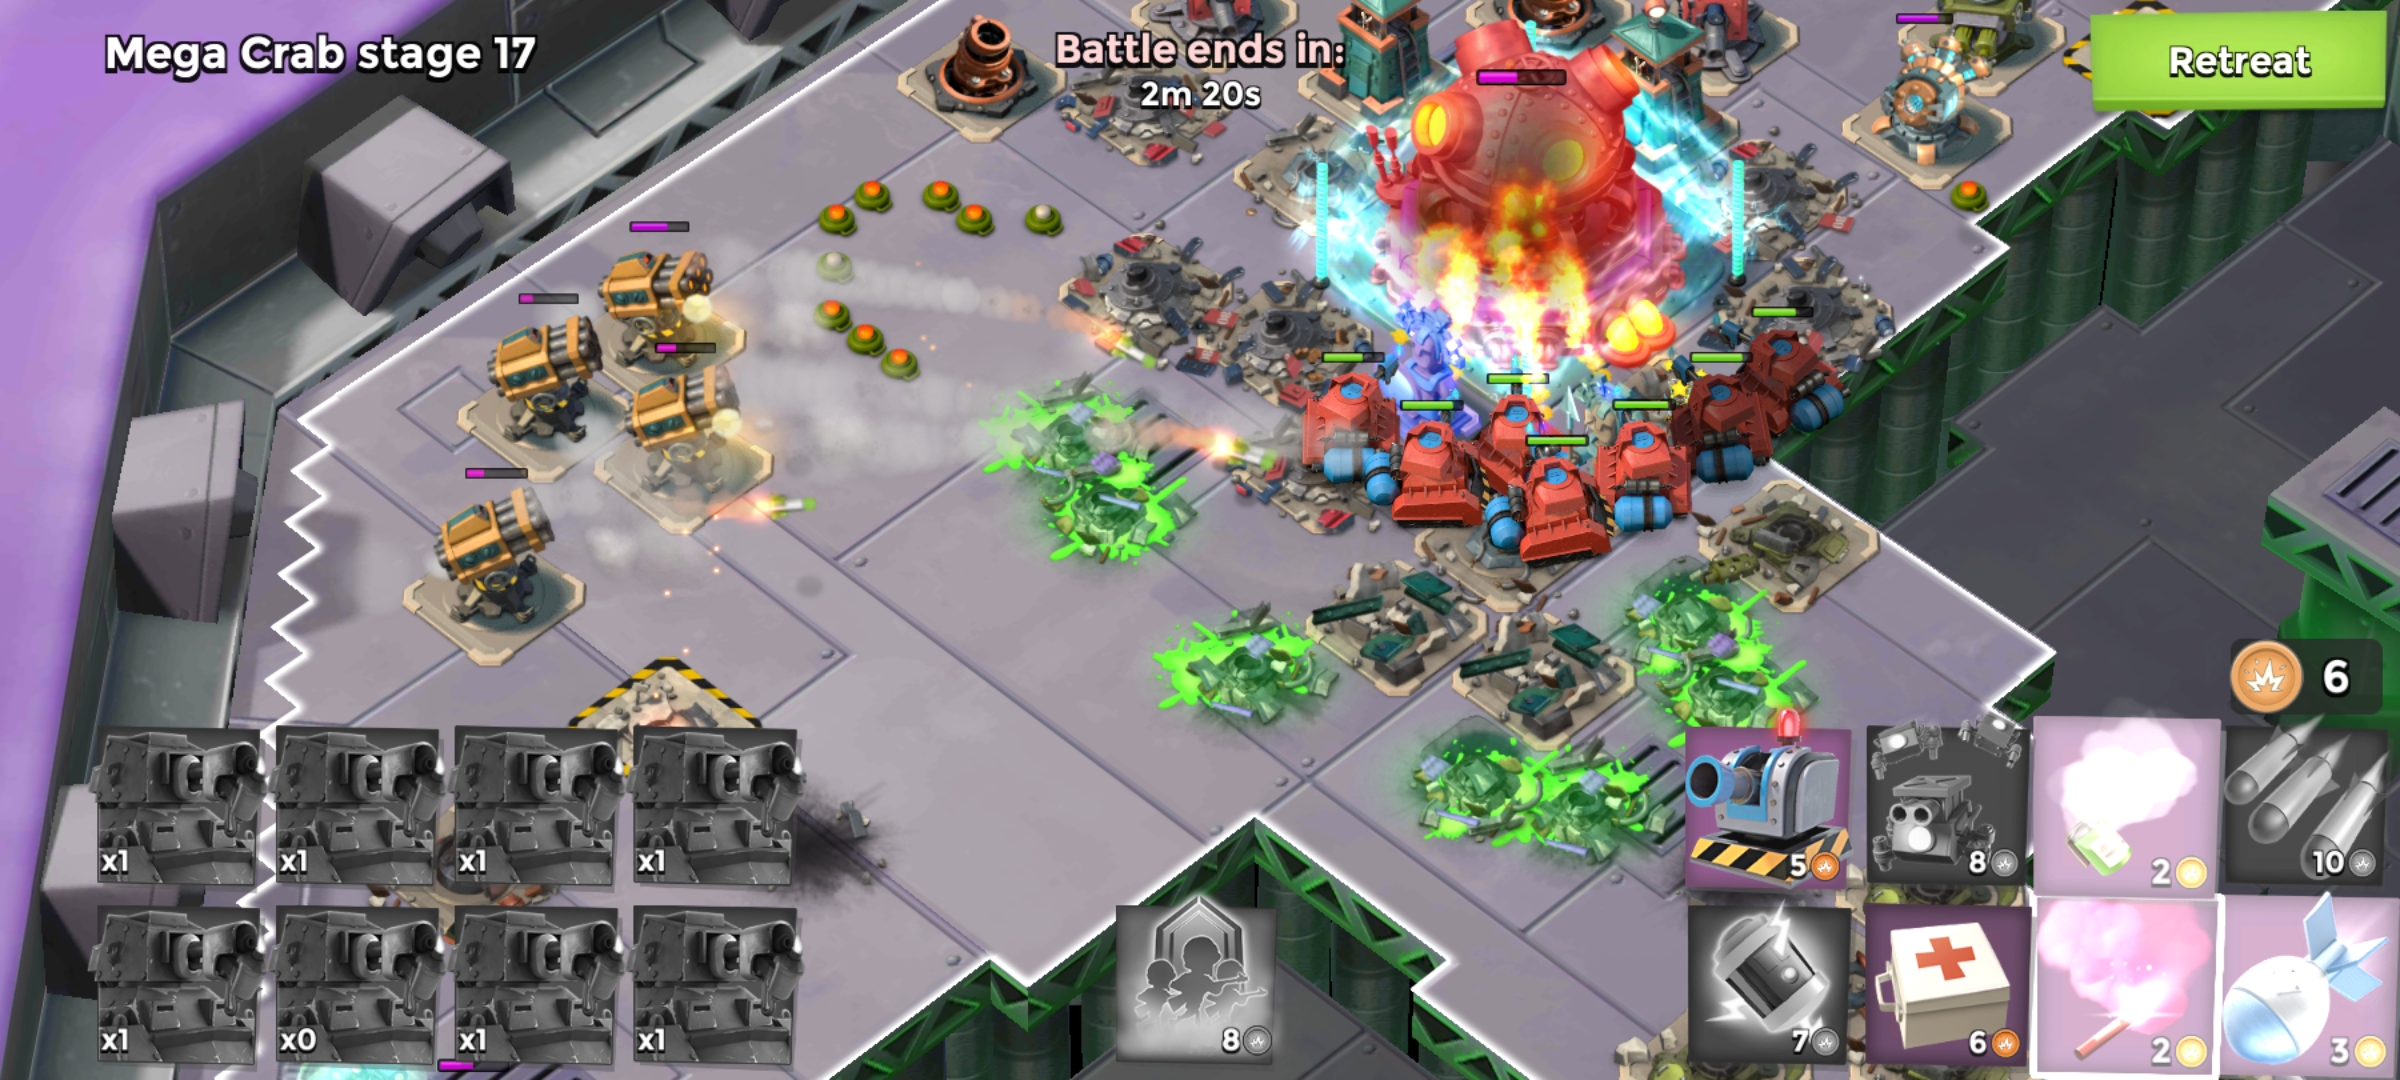 Mega Crab stage 17
Battle ends in:
2m 20s
Retreat
6
x1
x1
x1
x1
5
8
2
10
x1
x0
x1
x1
8
7
6
2
3